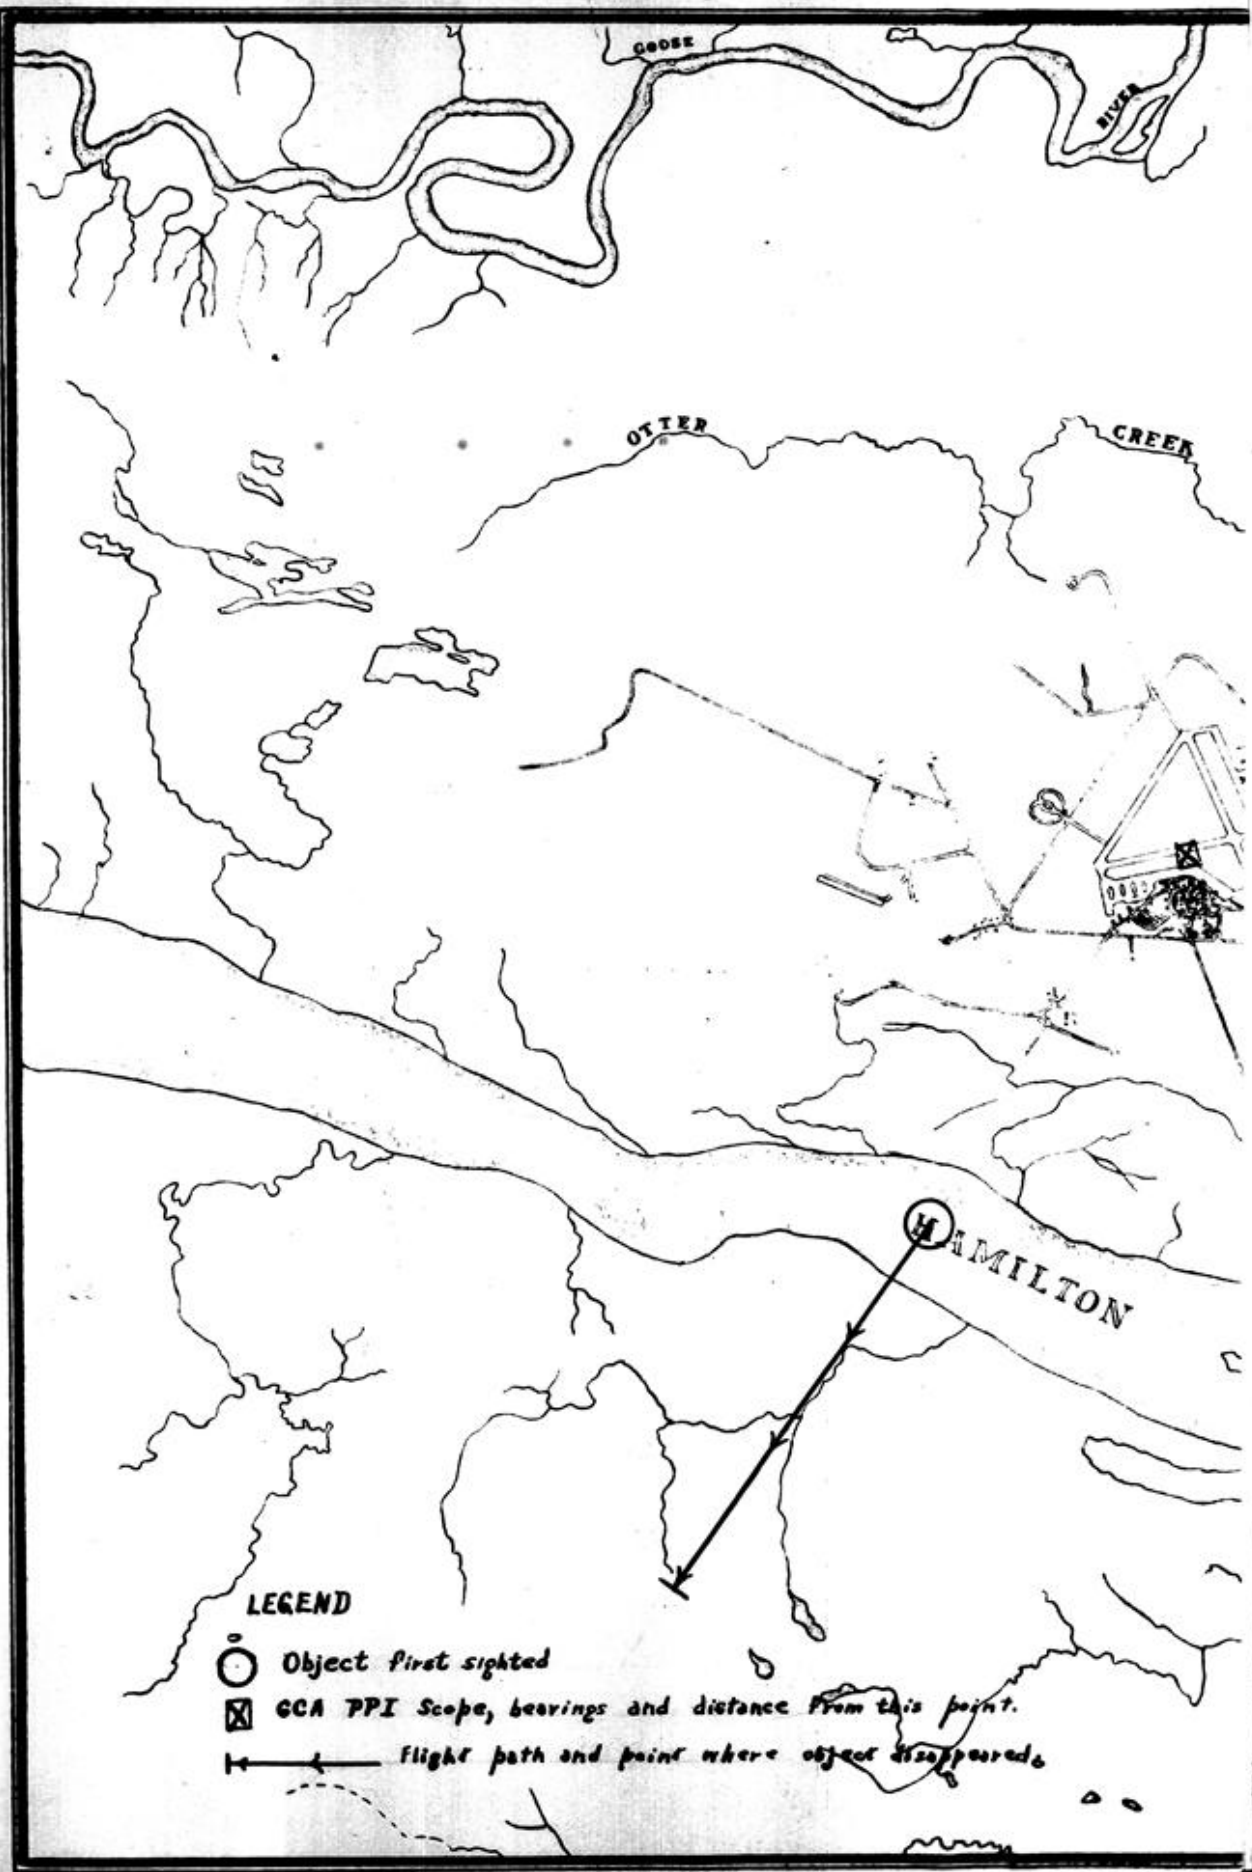 GOOSE
RIVER
OTTER
CREEK
HAMILTON
LEGEND
Object first sighted
GCA PPI Scope, bearings and distance from this point.
Flight path and point where object disappeared.